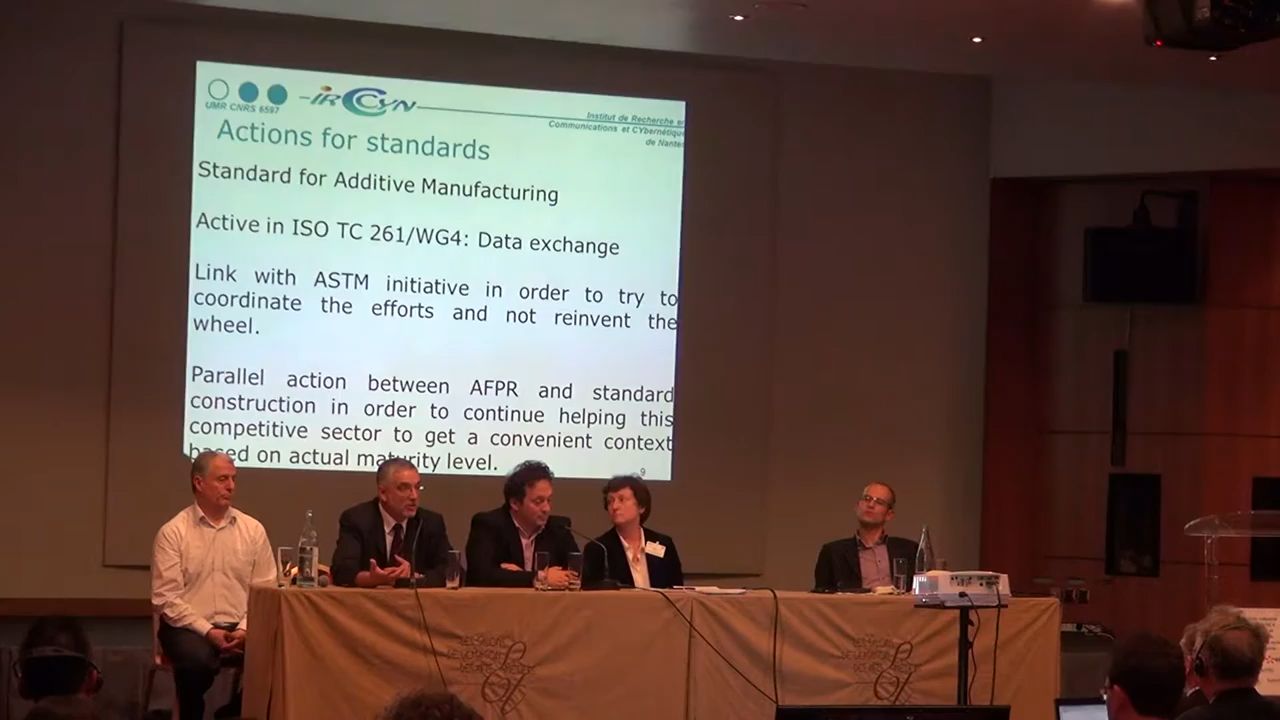 UMR CNRS 6597
IRCCyN
Institut de Recherche en
Communications et CYbernétique
de Nantes
Actions for standards
Standard for Additive Manufacturing
Active in ISO TC 261/WG4: Data exchange
Link with ASTM initiative in order to try to
coordinate the efforts and not reinvent the
wheel.
Parallel action between AFPR and standard
construction in order to continue helping this
competitive sector to get a convenient context
based on actual maturity level.
9